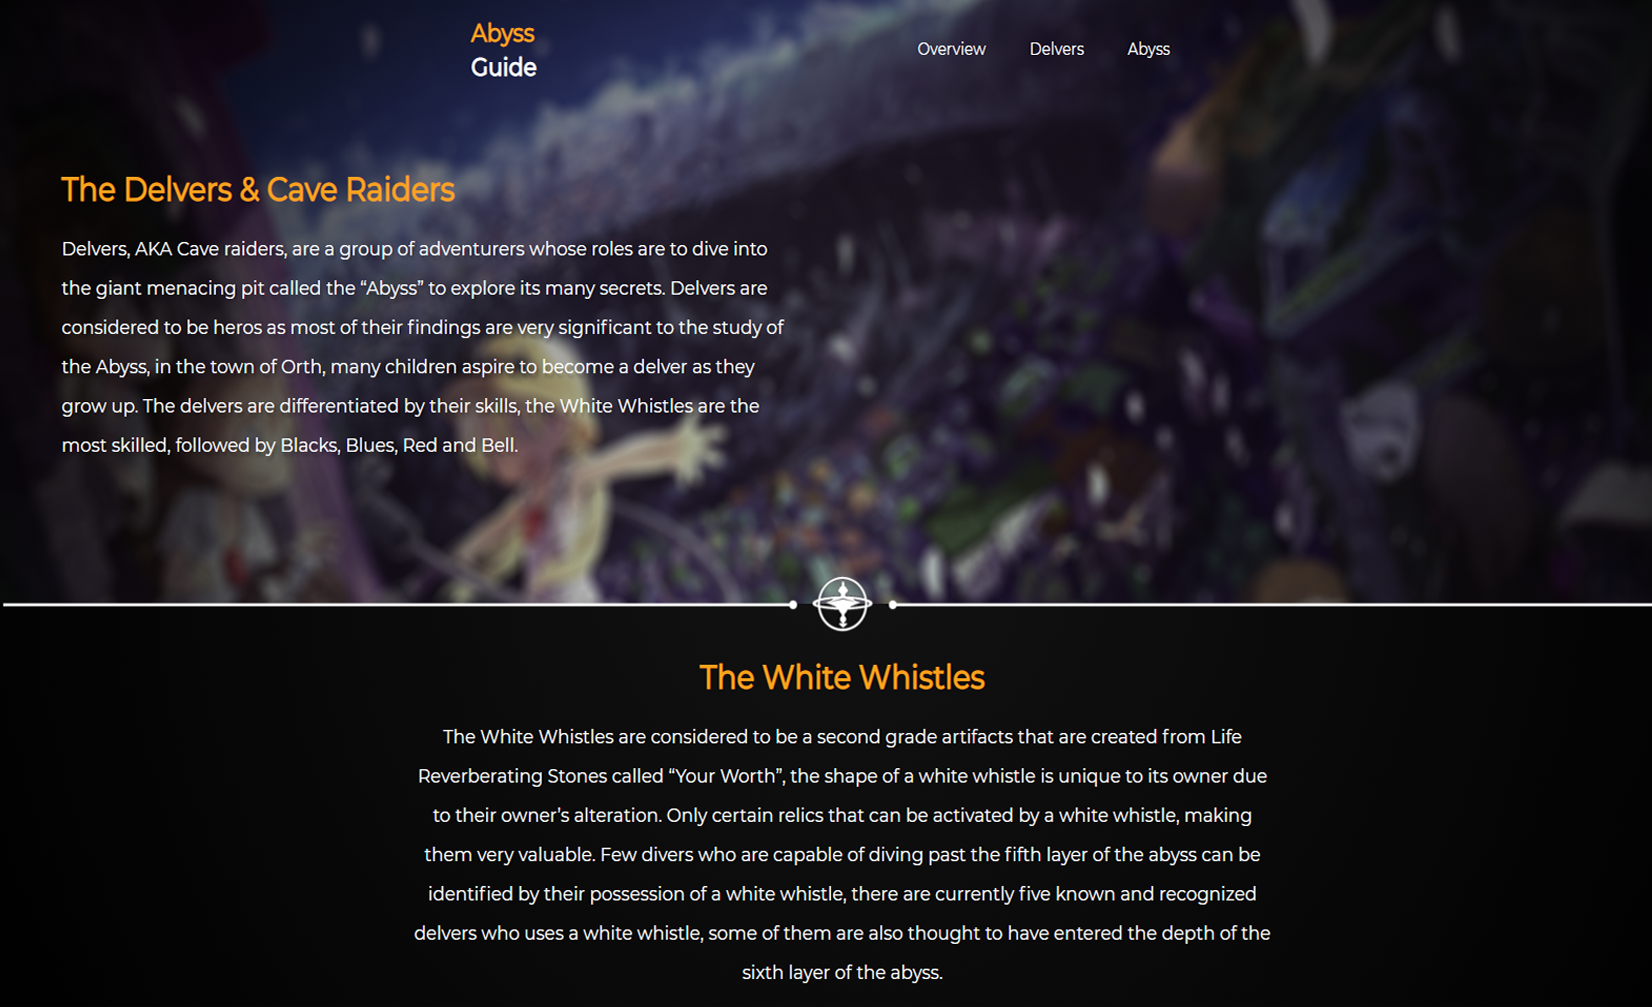 Abyss
Guide
Overview
Delvers
Abyss
The Delvers & Cave Raiders
Delvers, AKA Cave raiders, are a group of adventurers whose roles are to dive into
the giant menacing pit called the “Abyss” to explore its many secrets. Delvers are
considered to be heros as most of their findings are very significant to the study of
the Abyss, in the town of Orth, many children aspire to become a delver as they
grow up. The delvers are differentiated by their skills, the White Whistles are the
most skilled, followed by Blacks, Blues, Red and Bell.
The White Whistles
The White Whistles are considered to be a second grade artifacts that are created from Life
Reverberating Stones called “Your Worth”, the shape of a white whistle is unique to its owner due
to their owner’s alteration. Only certain relics that can be activated by a white whistle, making
them very valuable. Few divers who are capable of diving past the fifth layer of the abyss can be
identified by their possession of a white whistle, there are currently five known and recognized
delvers who uses a white whistle, some of them are also thought to have entered the depth of the
sixth layer of the abyss.